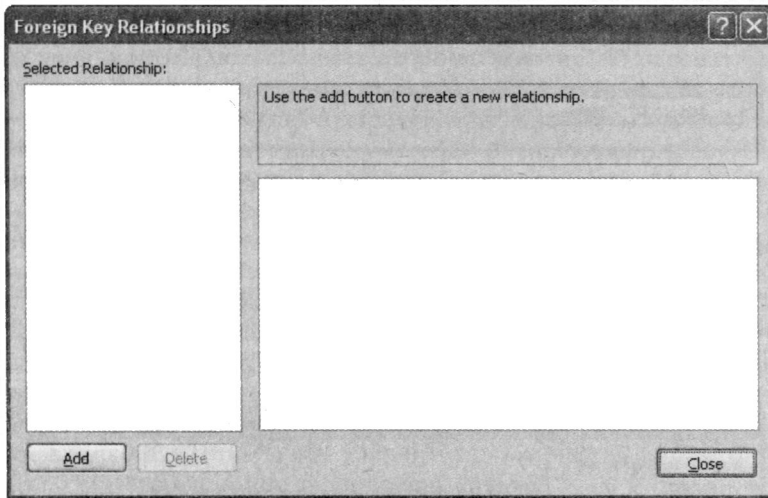 Foreign Key Relationships
Selected Relationship:
Use the add button to create a new relationship.
Add
Delete
Close